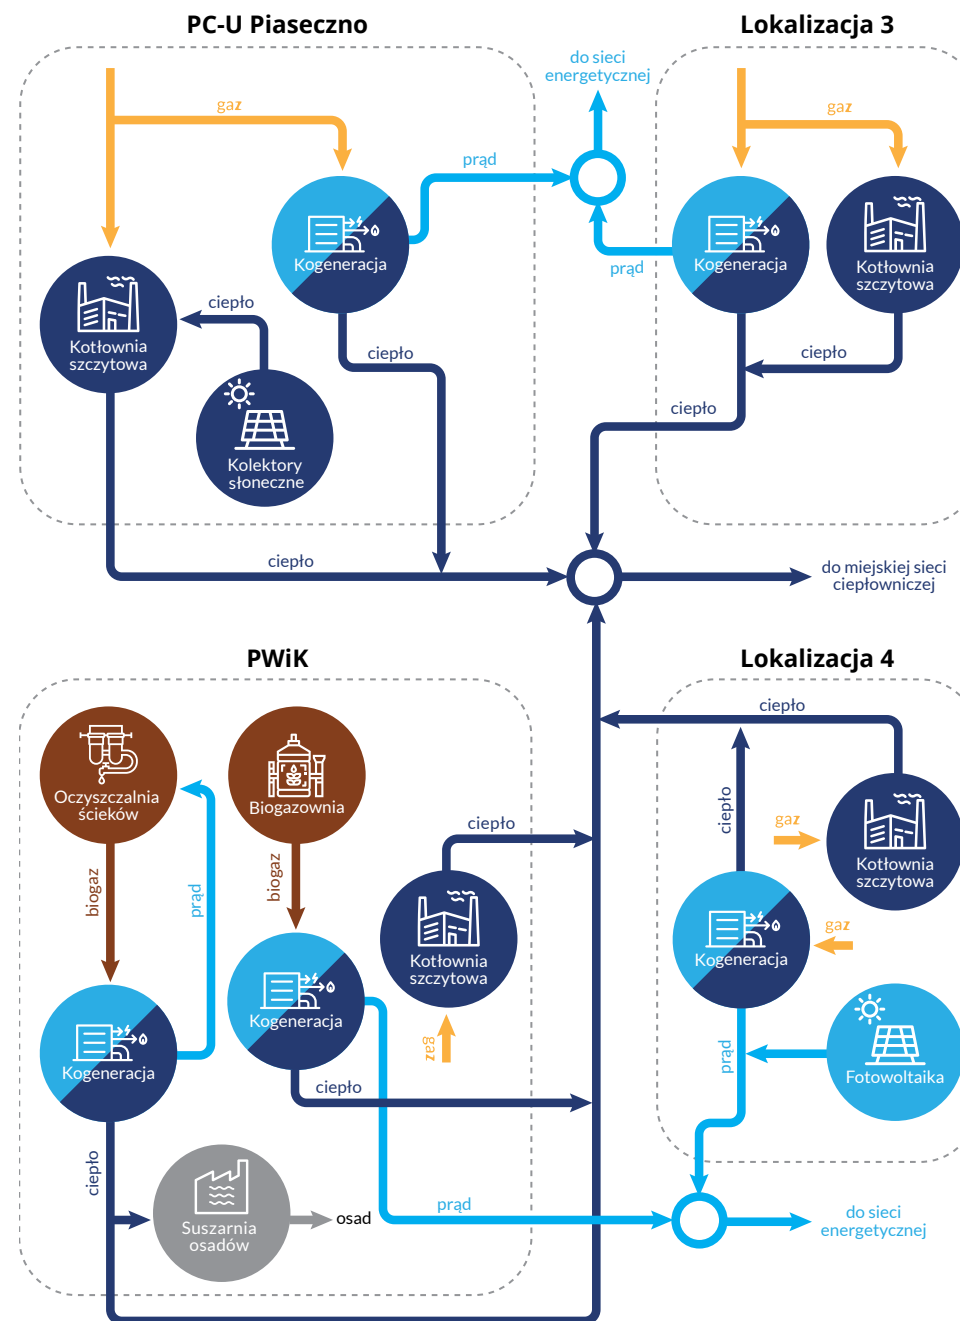 PC-U Piaseczno
Lokalizacja 3
do sieci
energetycznej
gaz
gaz
prąd
prąd
Kogeneracja
Kogeneracja
Kotłownia
szczytowa
ciepło
Kotłownia
szczytowa
ciepło
ciepło
ciepło
Kolektory
słoneczne
ciepło
do miejskiej sieci
ciepłowniczej
PWiK
Lokalizacja 4
ciepło
Oczyszczalnia
ścieków
Biogazownia
ciepło
ciepło
gaz
Kotłownia
szczytowa
biogaz
prąd
biogaz
Kotłownia
szczytowa
gaz
Kogeneracja
Kogeneracja
gaz
Kogeneracja
prąd
Fotowoltaika
ciepło
ciepło
prąd
osad
Suszarnia
osadów
do sieci
energetycznej